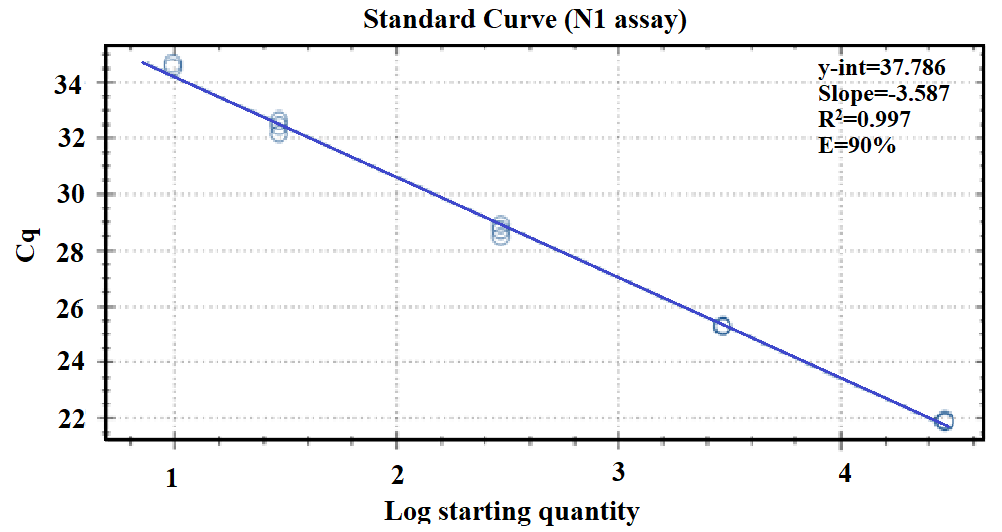 Standard Curve (N1 assay)
y-int=37.786
Slope=-3.587
R²=0.997
E=90%
34
32
30
28
26
24
22
Cq
1 2 3 4
Log starting quantity